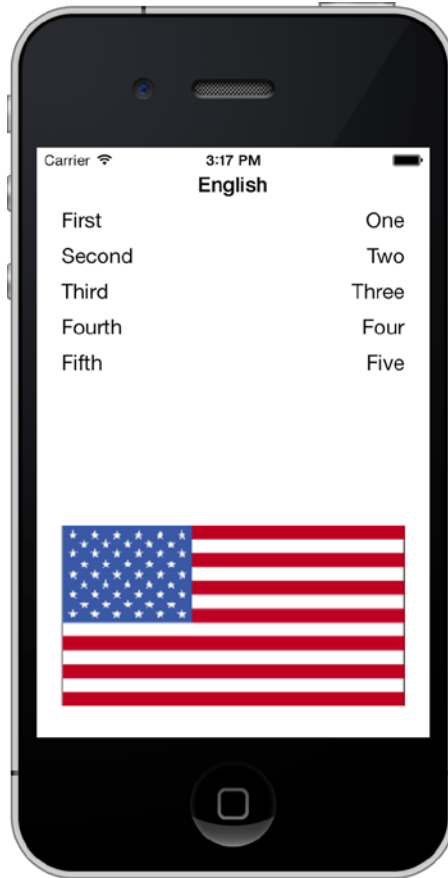 Carrier 3:17 PM
English
First One
Second Two
Third Three
Fourth Four
Fifth Five